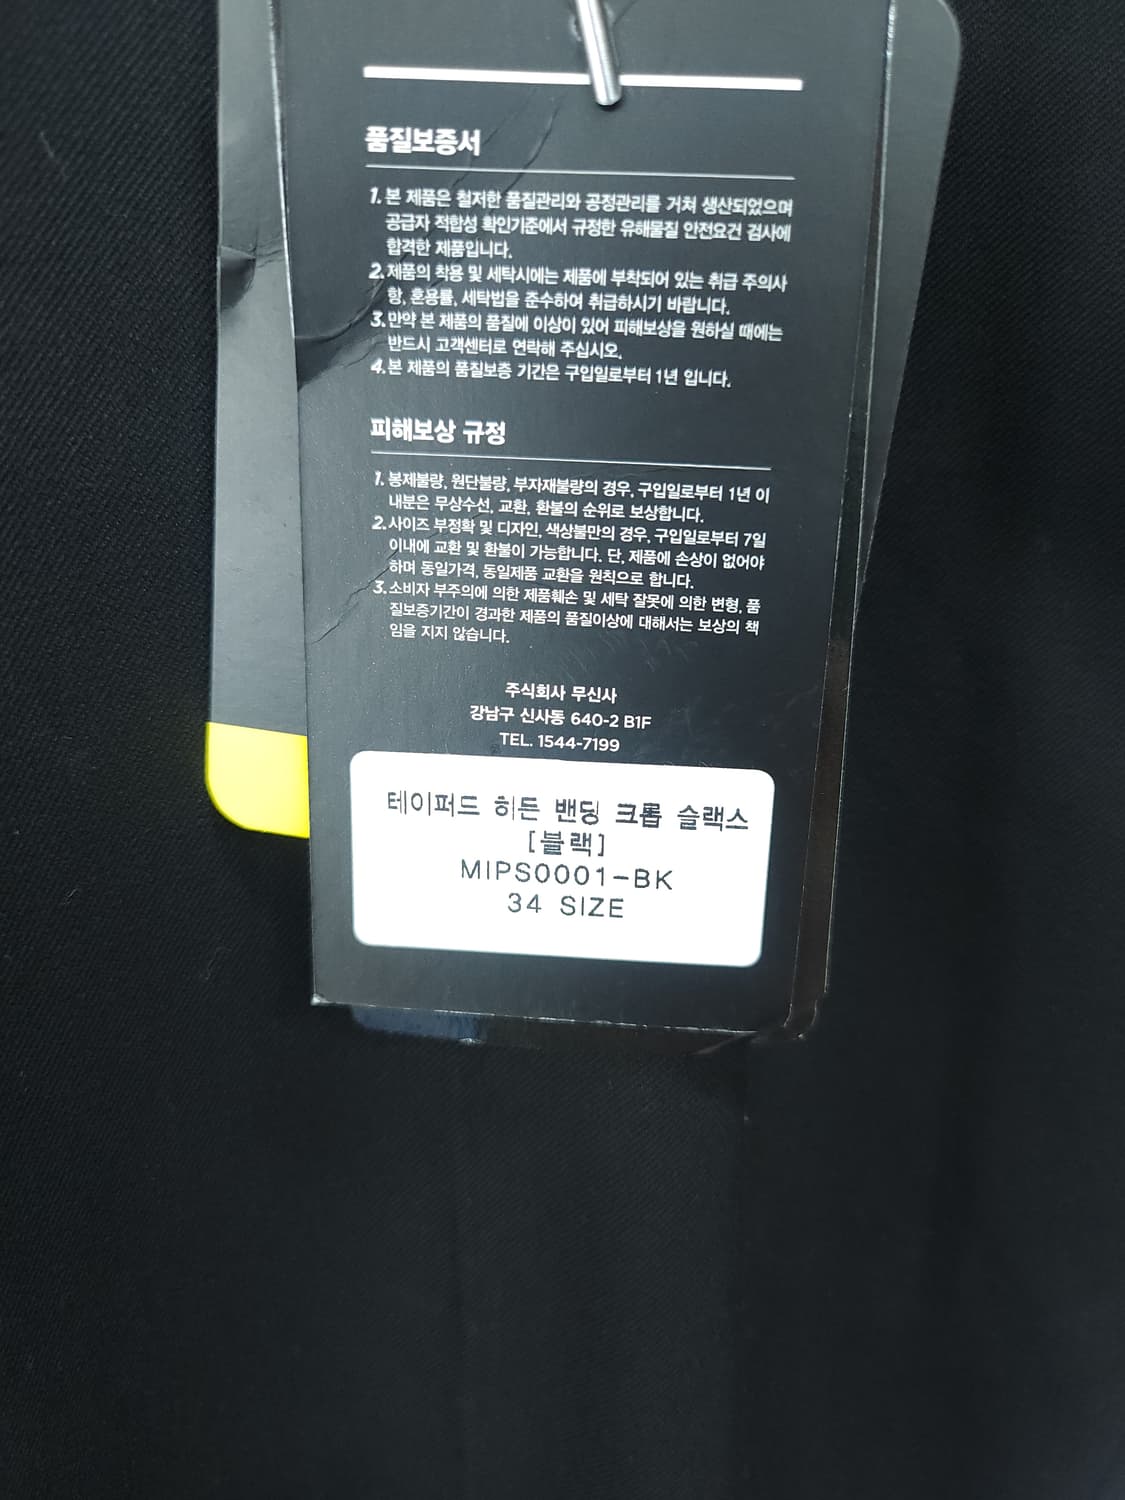 품질보증서
1. 본 제품은 철저한 품질관리와 공정관리를 거쳐 생산되었으며
공급자 적합성 확인기준에서 규정한 유해물질 안전요건 검사에
합격한 제품입니다.
2. 제품의 착용 및 세탁시에는 제품에 부착되어 있는 취급 주의사
항, 혼용률, 세탁법을 준수하여 취급하시기 바랍니다.
3. 만약 본 제품의 품질에 이상이 있어 피해보상을 원하실 때에는
반드시 고객센터로 연락해 주십시오.
4. 본 제품의 품질보증 기간은 구입일로부터 1년 입니다.
피해보상 규정
1. 봉제불량, 원단불량, 부자재불량의 경우, 구입일로부터 1년 이
내분은 무상수선, 교환, 환불의 순위로 보상합니다.
2. 사이즈 부정확 및 디자인, 색상불만의 경우, 구입일로부터 7일
이내에 교환 및 환불이 가능합니다. 단, 제품에 손상이 없어야
하며 동일가격, 동일제품 교환을 원칙으로 합니다.
3. 소비자 부주의에 의한 제품훼손 및 세탁 잘못에 의한 변형, 품
질보증기간이 경과한 제품의 품질이상에 대해서는 보상의 책
임을 지지 않습니다.
주식회사 무신사
강남구 신사동 640-2 B1F
TEL. 1544-7199
테이퍼드 히든 밴딩 크롭 슬랙스
[블랙]
MIPS0001-BK
34 SIZE